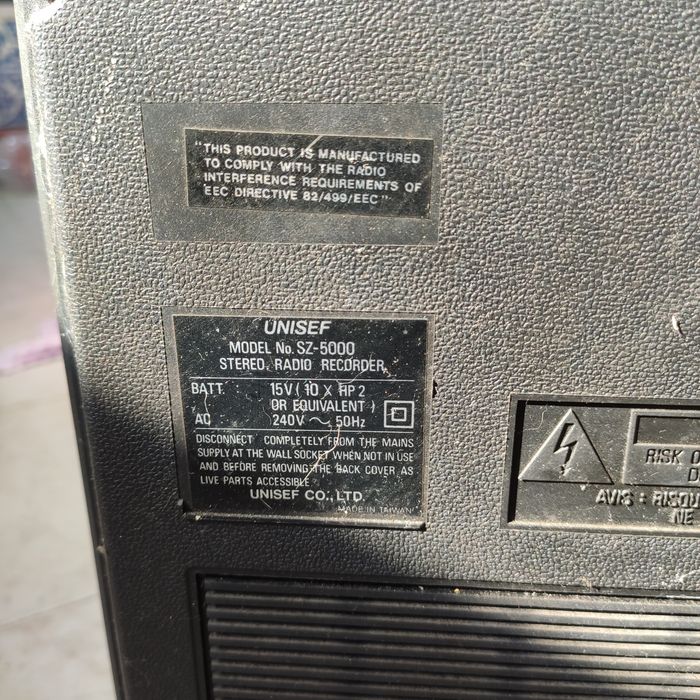 "THIS PRODUCT IS MANUFACTURED
TO COMPLY WITH THE RADIO
INTERFERENCE REQUIREMENTS OF
EEC DIRECTIVE 82/499/EEC"
UNISEF
MODEL No. SZ-5000
STEREO RADIO RECORDER
BATT. 15V ( 10 X HP 2
OR EQUIVALENT )
AC 240V ~ 50Hz
DISCONNECT COMPLETELY FROM THE MAINS
SUPPLY AT THE WALL SOCKET WHEN NOT IN USE
AND BEFORE REMOVING THE BACK COVER AS
LIVE PARTS ACCESSIBLE
UNISEF CO., LTD.
MADE IN TAIWAN
RISK O
D
AVIS : RISQU
NE